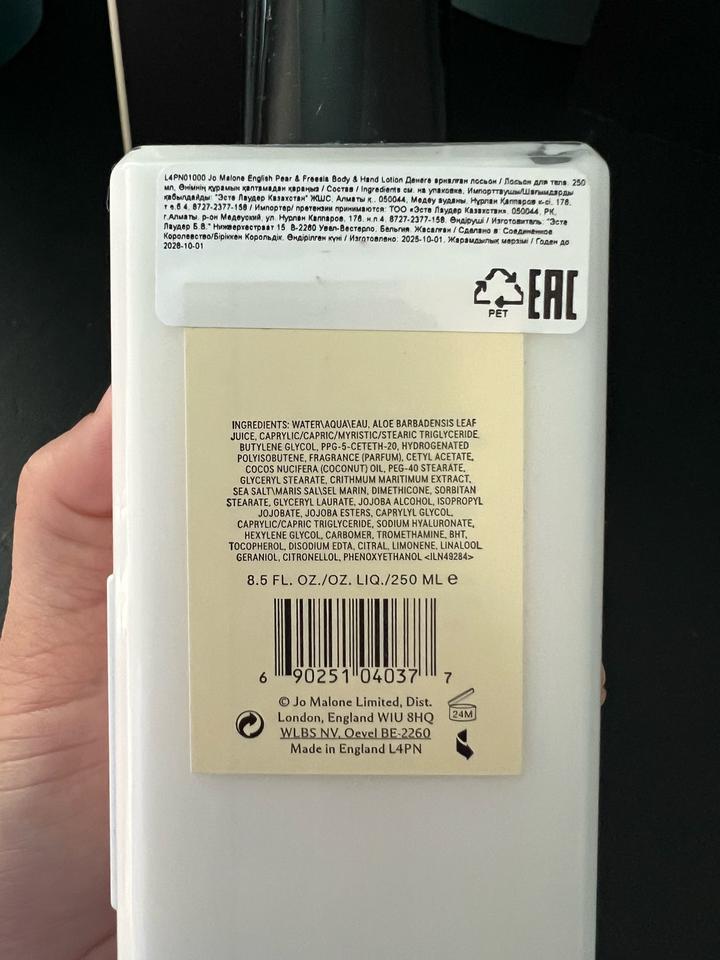 L4PN01000 Jo Malone English Pear & Freesia Body & Hand Lotion Денеге арналған лосьон / Лосьон для тела. 250
мл. Өнімнің құрамын қаптамадан қараңыз / Состав / Ingredients см. на упаковке. Импорттаушы/Шағымдарды
қабылдайды: "Эсте Лаудер Казахстан" ЖШС, Алматы қ., 050044, Медеу ауданы, Нұрлан Қаппаров к-сі, 176,
т.е.б 4, 8727-2377-158 / Импортер/ претензии принимаются: ТОО «Эсте Лаудер Казахстан», 050044, РК,
г.Алматы, р-он Медеуский, ул. Нурлан Каппаров, 176, н.п 4, 8727-2377-158. Өндіруші / Изготовитель: "Эсте
Лаудер Б.В." Нижверхестраат 15, В-2260 Увел-Вестерло, Бельгия. Жасалған / Сделано в: Соединенное
Королевство/Біріккен Корольдік. Өндірілген күні / Изготовлено: 2025-10-01. Жарамдылық мерзімі / Годен до
2028-10-01
PET
EAC
INGREDIENTS: WATER\AQUA\EAU, ALOE BARBADENSIS LEAF
JUICE, CAPRYLIC/CAPRIC/MYRISTIC/STEARIC TRIGLYCERIDE,
BUTYLENE GLYCOL, PPG-5-CETETH-20, HYDROGENATED
POLYISOBUTENE, FRAGRANCE (PARFUM), CETYL ACETATE,
COCOS NUCIFERA (COCONUT) OIL, PEG-40 STEARATE,
GLYCERYL STEARATE, CRITHMUM MARITIMUM EXTRACT,
SEA SALT\MARIS SAL\SEL MARIN, DIMETHICONE, SORBITAN
STEARATE, GLYCERYL LAURATE, JOJOBA ALCOHOL, ISOPROPYL
JOJOBATE, JOJOBA ESTERS, CAPRYLYL GLYCOL,
CAPRYLIC/CAPRIC TRIGLYCERIDE, SODIUM HYALURONATE,
HEXYLENE GLYCOL, CARBOMER, TROMETHAMINE, BHT,
TOCOPHEROL, DISODIUM EDTA, CITRAL, LIMONENE, LINALOOL,
GERANIOL, CITRONELLOL, PHENOXYETHANOL <ILN49284>
8.5 FL. OZ./OZ. LIQ./250 ML e
6 90251 04037 7
© Jo Malone Limited, Dist.
London, England W1U 8HQ
WLBS NV, Oevel BE-2260
Made in England L4PN
24M